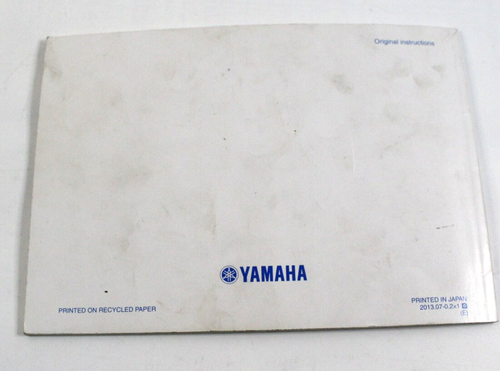 Original instructions
YAMAHA
PRINTED ON RECYCLED PAPER
PRINTED IN JAPAN
2013.07-0.2×1
(E)